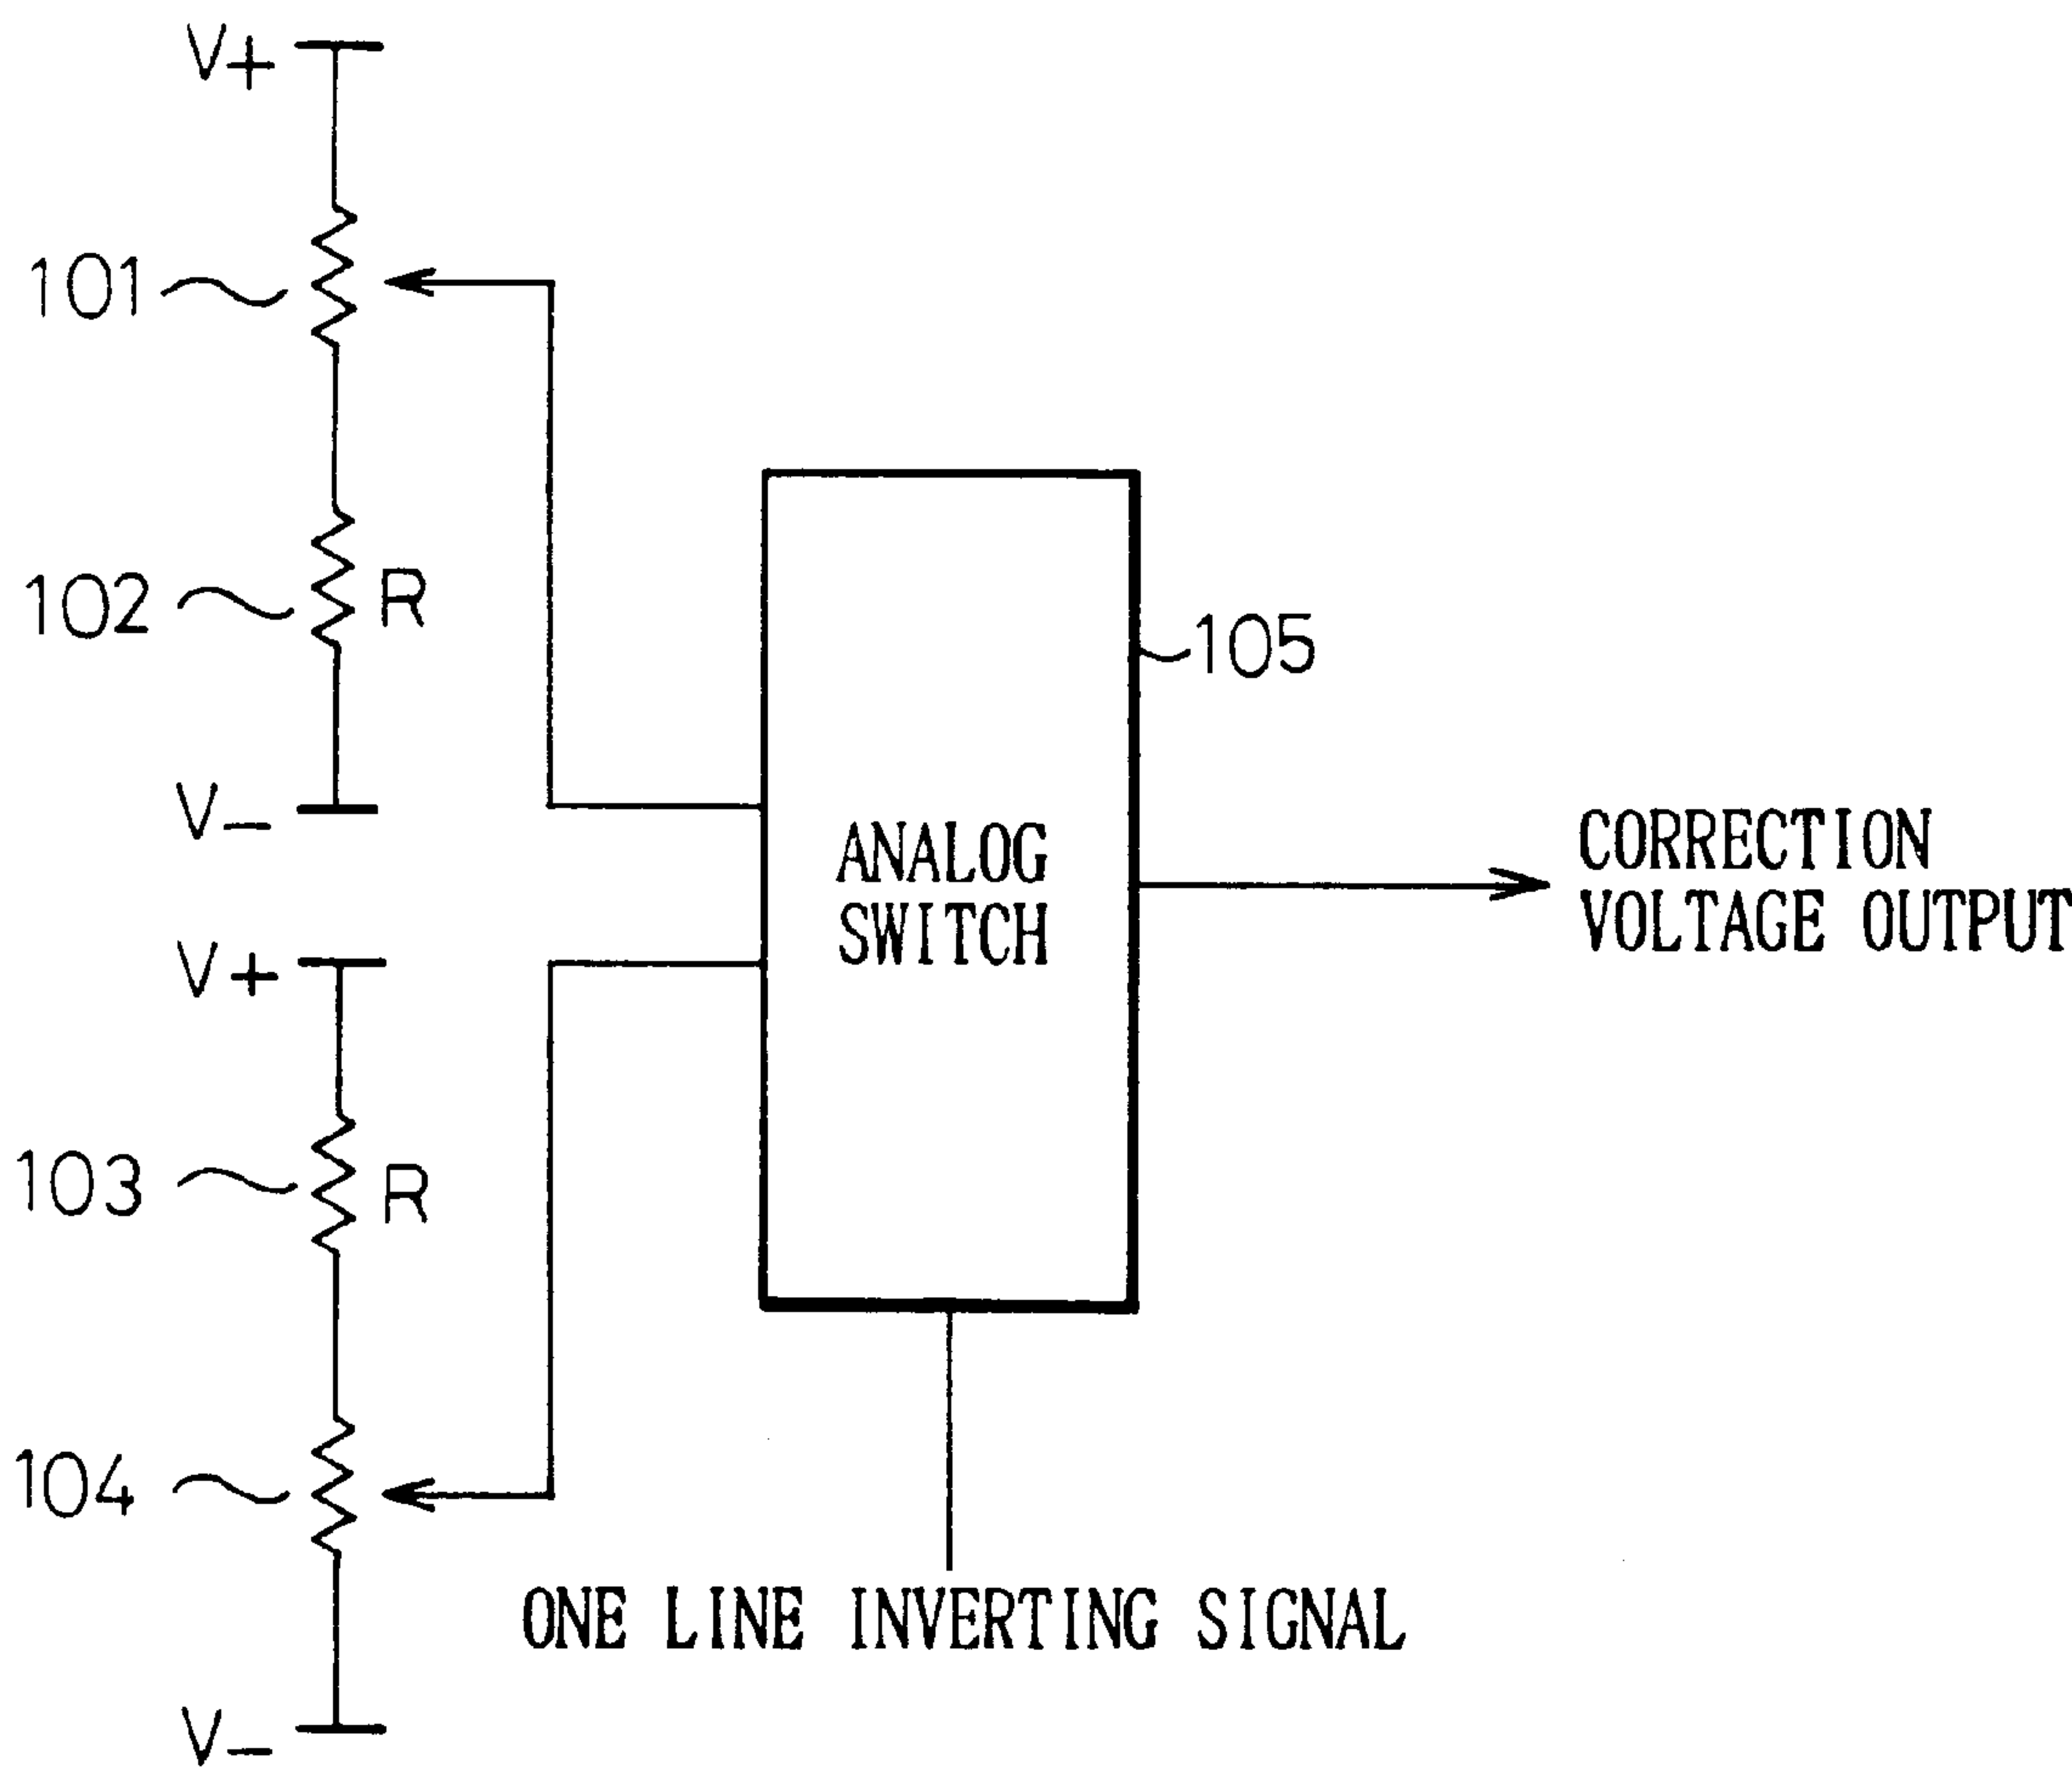 V+
101
102
R
V-
105
ANALOG
SWITCH
CORRECTION
VOLTAGE OUTPUT
V+
103
R
104
ONE LINE INVERTING SIGNAL
V-